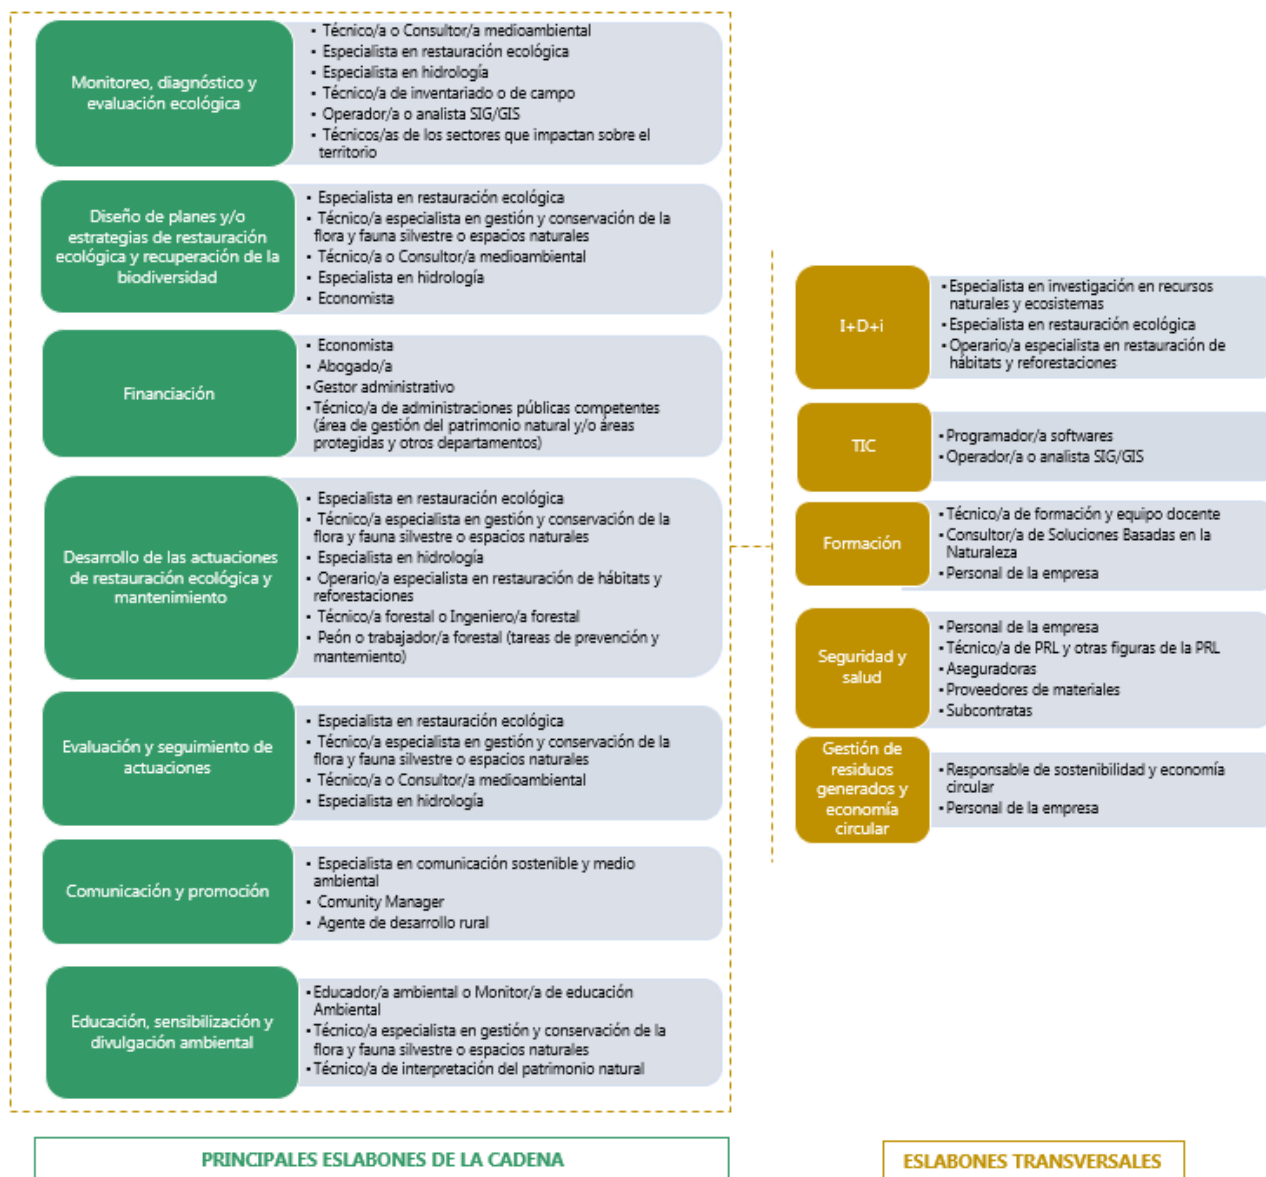 Monitoreo, diagnóstico y
evaluación ecológica
▪ Técnico/a o Consultor/a medioambiental
▪ Especialista en restauración ecológica
▪ Especialista en hidrología
▪ Técnico/a de inventariado o de campo
▪ Operador/a o analista SIG/GIS
▪ Técnicos/as de los sectores que impactan sobre el
territorio
Diseño de planes y/o
estrategias de restauración
ecológica y recuperación de la
biodiversidad
▪ Especialista en restauración ecológica
▪ Técnico/a especialista en gestión y conservación de la
flora y fauna silvestre o espacios naturales
▪ Técnico/a o Consultor/a medioambiental
▪ Especialista en hidrología
▪ Economista
Financiación
▪ Economista
▪ Abogado/a
▪ Gestor administrativo
▪ Técnico/a de administraciones públicas competentes
(área de gestión del patrimonio natural y/o áreas
protegidas y otros departamentos)
Desarrollo de las actuaciones
de restauración ecológica y
mantenimiento
▪ Especialista en restauración ecológica
▪ Técnico/a especialista en gestión y conservación de la
flora y fauna silvestre o espacios naturales
▪ Especialista en hidrología
▪ Operario/a especialista en restauración de hábitats y
reforestaciones
▪ Técnico/a forestal o Ingeniero/a forestal
▪ Peón o trabajador/a forestal (tareas de prevención y
mantemiento)
Evaluación y seguimiento de
actuaciones
▪ Especialista en restauración ecológica
▪ Técnico/a especialista en gestión y conservación de la
flora y fauna silvestre o espacios naturales
▪ Técnico/a o Consultor/a medioambiental
▪ Especialista en hidrología
Comunicación y promoción
▪ Especialista en comunicación sostenible y medio
ambiental
▪ Comunity Manager
▪ Agente de desarrollo rural
Educación, sensibilización y
divulgación ambiental
▪ Educador/a ambiental o Monitor/a de educación
Ambiental
▪ Técnico/a especialista en gestión y conservación de la
flora y fauna silvestre o espacios naturales
▪ Técnico/a de interpretación del patrimonio natural
PRINCIPALES ESLABONES DE LA CADENA
I+D+i
▪ Especialista en investigación en recursos
naturales y ecosistemas
▪ Especialista en restauración ecológica
▪ Operario/a especialista en restauración de
hábitats y reforestaciones
TIC
▪ Programador/a softwares
▪ Operador/a o analista SIG/GIS
Formación
▪ Técnico/a de formación y equipo docente
▪ Consultor/a de Soluciones Basadas en la
Naturaleza
▪ Personal de la empresa
Seguridad y
salud
▪ Personal de la empresa
▪ Técnico/a de PRL y otras figuras de la PRL
▪ Aseguradoras
▪ Proveedores de materiales
▪ Subcontratas
Gestión de
residuos
generados y
economía
circular
▪ Responsable de sostenibilidad y economía
circular
▪ Personal de la empresa
ESLABONES TRANSVERSALES